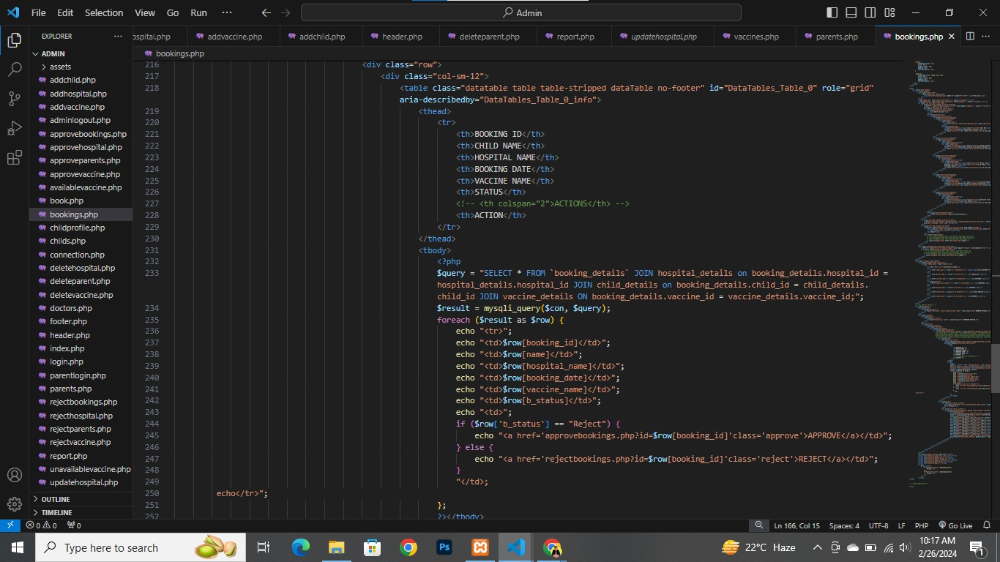 File Edit Selection View Go Run ··· Admin
EXPLORER ···
ospital.php addvaccine.php addchild.php header.php deleteparent.php report.php updatehospital.php vaccines.php parents.php bookings.php
ADMIN
assets
addchild.php
addhospital.php
addvaccine.php
adminlogout.php
approvebookings.php
approvehospital.php
approveparents.php
approvevaccine.php
availablevaccine.php
book.php
bookings.php
childprofile.php
childs.php
connection.php
deletehospital.php
deleteparent.php
deletevaccine.php
doctors.php
footer.php
header.php
index.php
login.php
parentlogin.php
parents.php
rejectbookings.php
rejecthospital.php
rejectparents.php
rejectvaccine.php
report.php
unavailablevaccine.php
updatehospital.php
OUTLINE
TIMELINE
bookings.php
216 <div class="row">
217 <div class="col-sm-12">
218 <table class="datatable table table-stripped dataTable no-footer" id="DataTables_Table_0" role="grid"
aria-describedby="DataTables_Table_0_info">
219 <thead>
220 <tr>
221 <th>BOOKING ID</th>
222 <th>CHILD NAME</th>
223 <th>HOSPITAL NAME</th>
224 <th>BOOKING DATE</th>
225 <th>VACCINE NAME</th>
226 <th>STATUS</th>
227 <!-- <th colspan="2">ACTIONS</th> -->
228 <th>ACTION</th>
229 </tr>
230 </thead>
231 <tbody>
232 <?php
233 $query = "SELECT * FROM `booking_details` JOIN hospital_details on booking_details.hospital_id =
hospital_details.hospital_id JOIN child_details on booking_details.child_id = child_details.
child_id JOIN vaccine_details ON booking_details.vaccine_id = vaccine_details.vaccine_id;";
234 $result = mysqli_query($con, $query);
235 foreach ($result as $row) {
236 echo "<tr>";
237 echo "<td>$row[booking_id]</td>";
238 echo "<td>$row[name]</td>";
239 echo "<td>$row[hospital_name]</td>";
240 echo "<td>$row[booking_date]</td>";
241 echo "<td>$row[vaccine_name]</td>";
242 echo "<td>$row[b_status]</td>";
243 echo "<td>";
244 if ($row['b_status'] == "Reject") {
245 echo "<a href='approvebookings.php?id=$row[booking_id]'class='approve'>APPROVE</a></td>";
246 } else {
247 echo "<a href='rejectbookings.php?id=$row[booking_id]'class='reject'>REJECT</a></td>";
248 }
249 "</td>;
250 echo</tr>";
251 };
252 ?></tbody>
0 0 0 Ln 166, Col 15 Spaces: 4 UTF-8 LF PHP Go Live
Type here to search Ps 22°C Haze 10:17 AM
2/26/2024 1